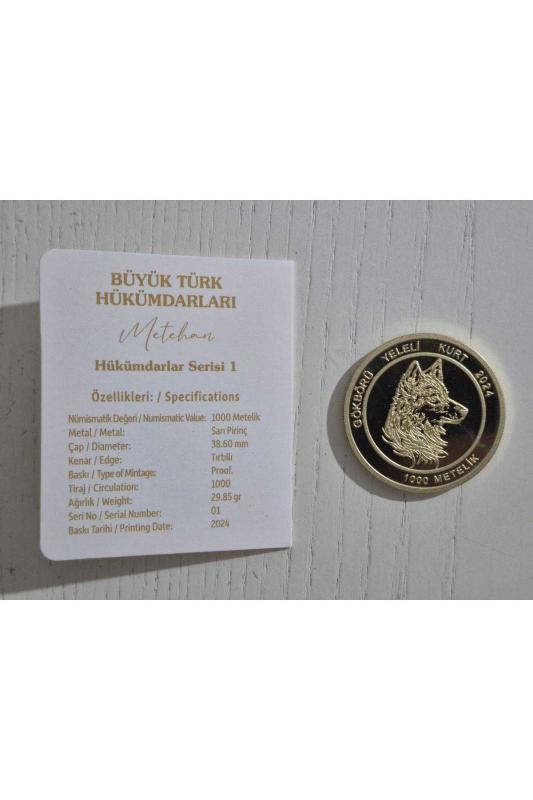 BÜYÜK TÜRK
HÜKÜMDARLARI
Metehan
Hükümdarlar Serisi 1
Özellikleri: / Specifications
Nümismatik Değeri / Numismatic Value: 1000 Metelik
Metal / Metal: Sarı Pirinç
Çap / Diameter: 38.60 mm
Kenar / Edge: Tırtıllı
Baskı / Type of Mintage: Proof.
Tiraj / Circulation: 1000
Ağırlık / Weight: 29.85 gr
Seri No / Serial Number: 01
Baskı Tarihi / Printing Date: 2024
GÖKBÖRÜ YELELİ KURT 2024
1000 METELİK